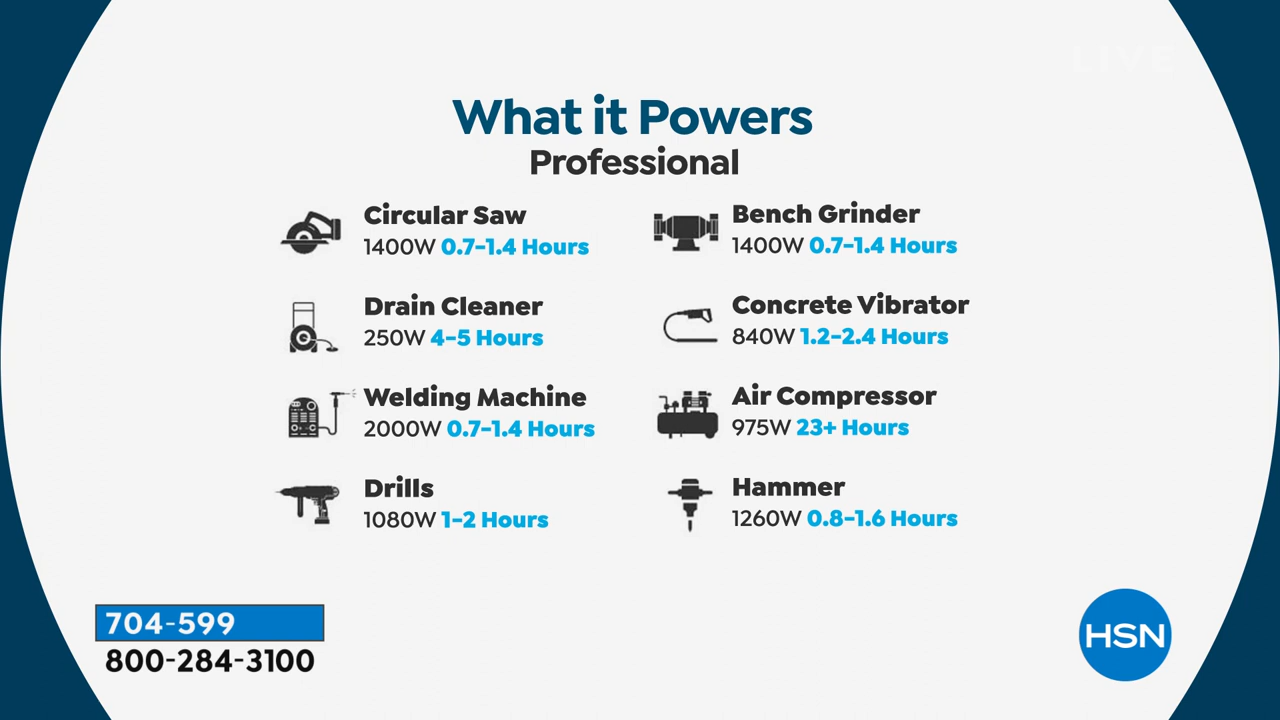 LIVE
What it Powers
Professional
Circular Saw
1400W 0.7-1.4 Hours
Bench Grinder
1400W 0.7-1.4 Hours
Drain Cleaner
250W 4-5 Hours
Concrete Vibrator
840W 1.2-2.4 Hours
Welding Machine
2000W 0.7-1.4 Hours
Air Compressor
975W 23+ Hours
Drills
1080W 1-2 Hours
Hammer
1260W 0.8-1.6 Hours
704-599
800-284-3100
HSN